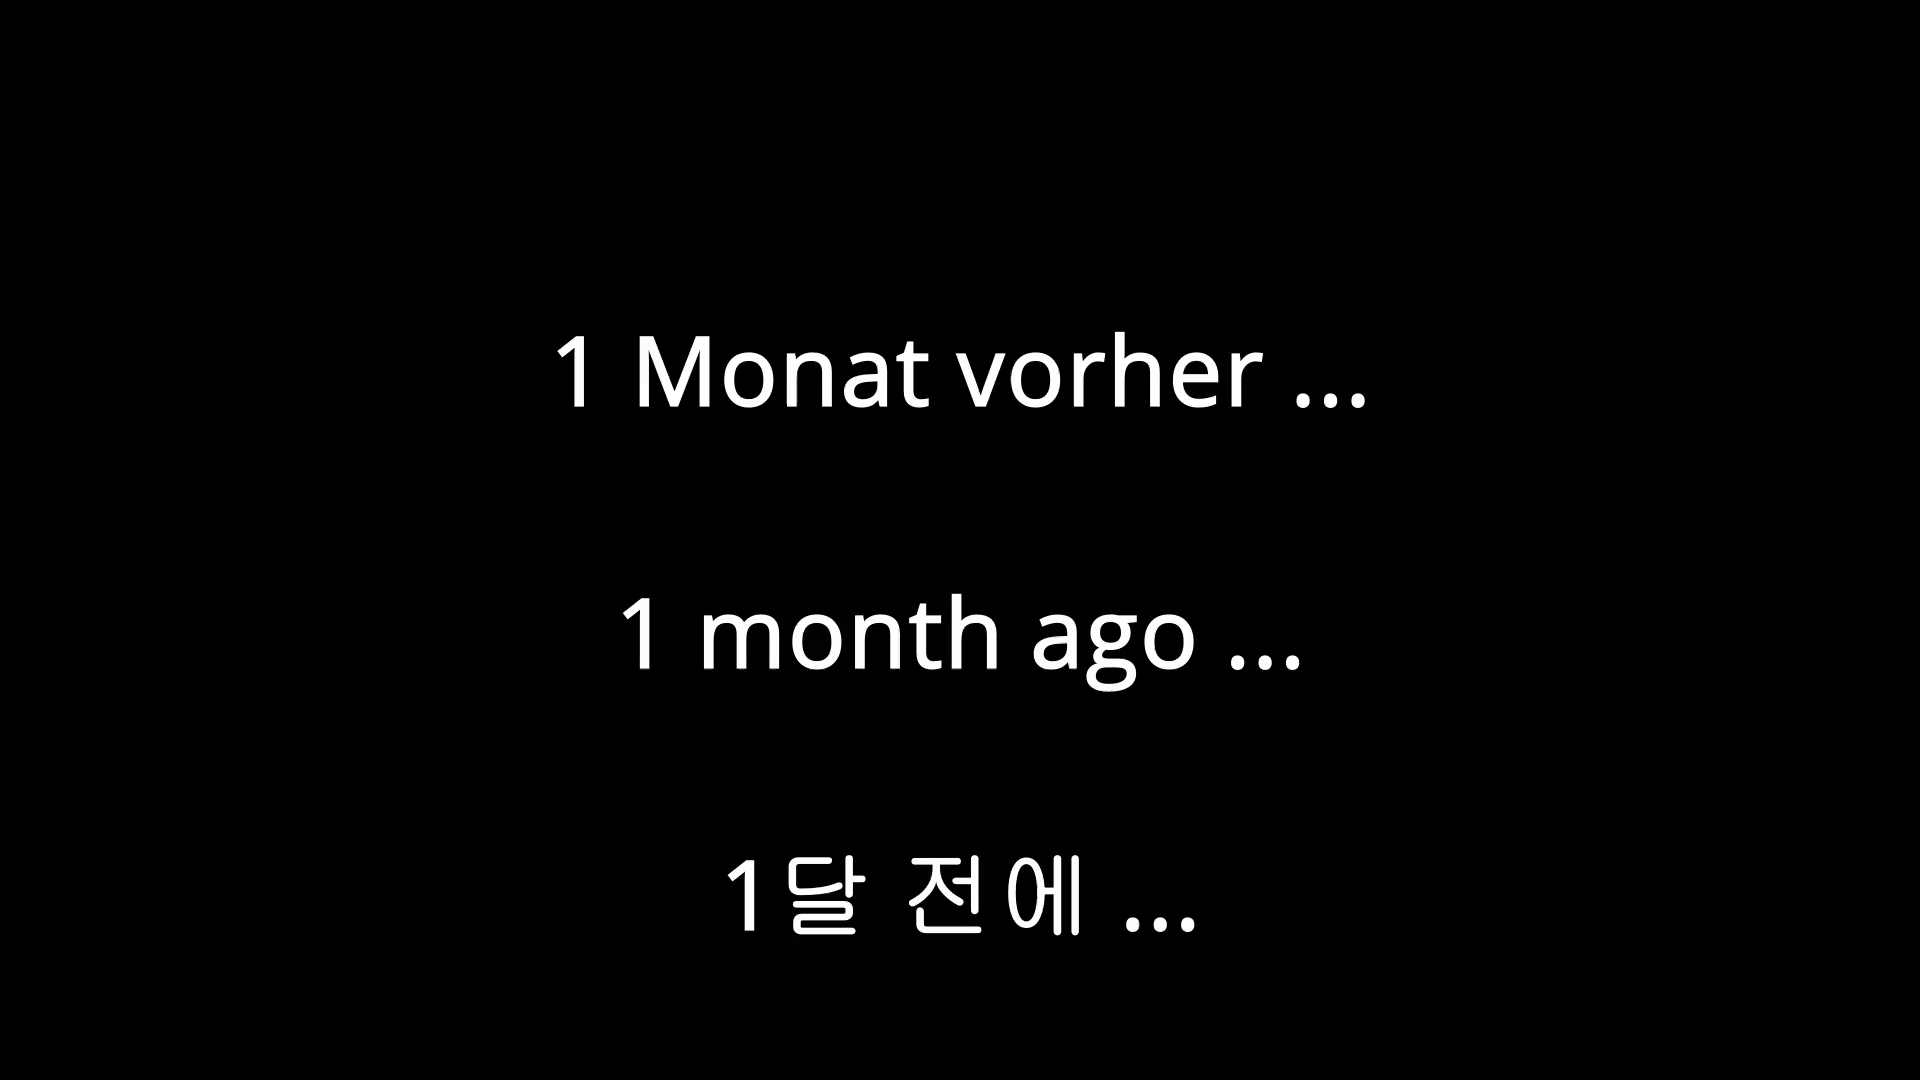 1 Monat vorher ...
1 month ago ...
1달 전에 ...